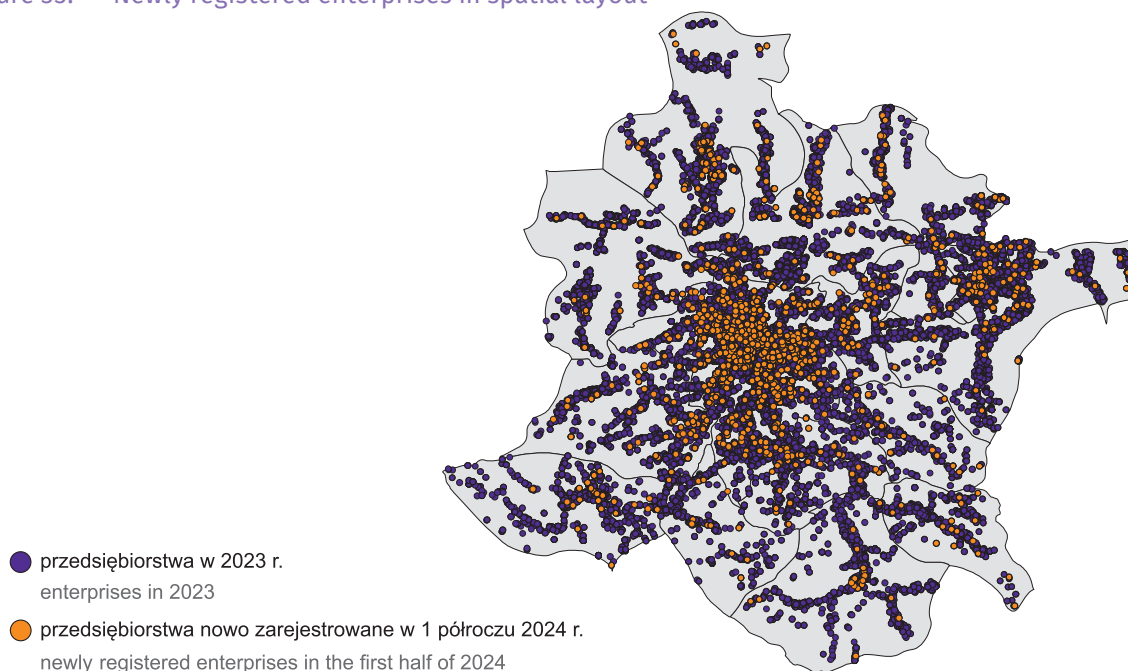 Newly registered enterprises in spatial layout
przedsiębiorstwa w 2023 r.
enterprises in 2023
przedsiębiorstwa nowo zarejestrowane w 1 półroczu 2024 r.
newly registered enterprises in the first half of 2024